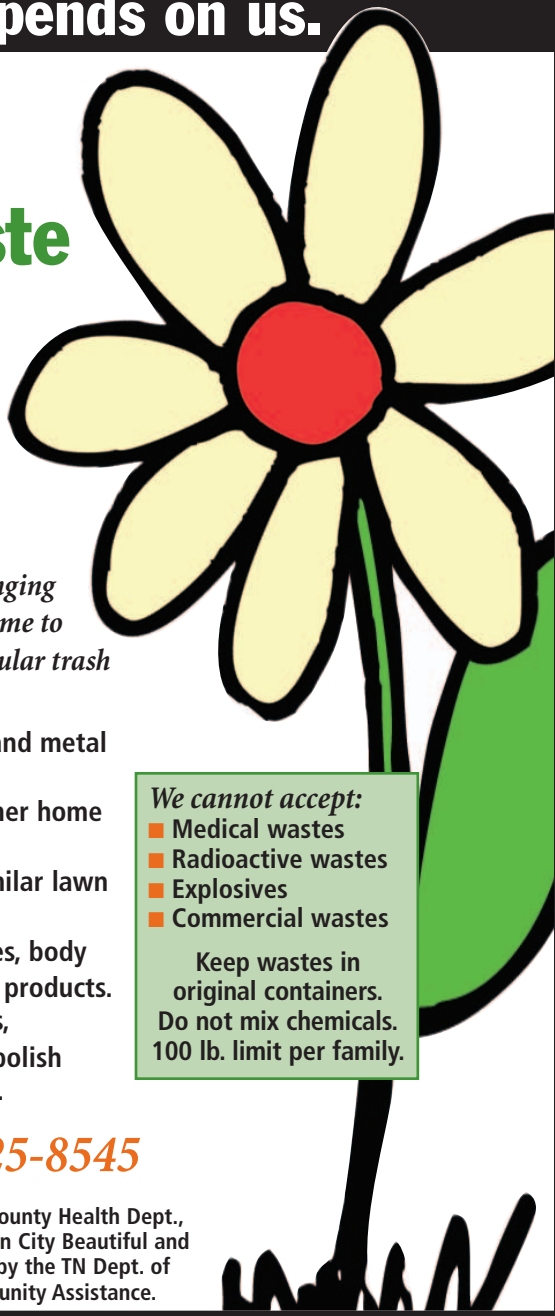 pends on us.
ste
nging
me to
ular trash
and metal
her home
milar lawn
es, body
products.
s,
polish
.
We cannot accept:
■ Medical wastes
■ Radioactive wastes
■ Explosives
■ Commercial wastes
Keep wastes in
original containers.
Do not mix chemicals.
100 lb. limit per family.
25-8545
ounty Health Dept.,
n City Beautiful and
by the TN Dept. of
unity Assistance.